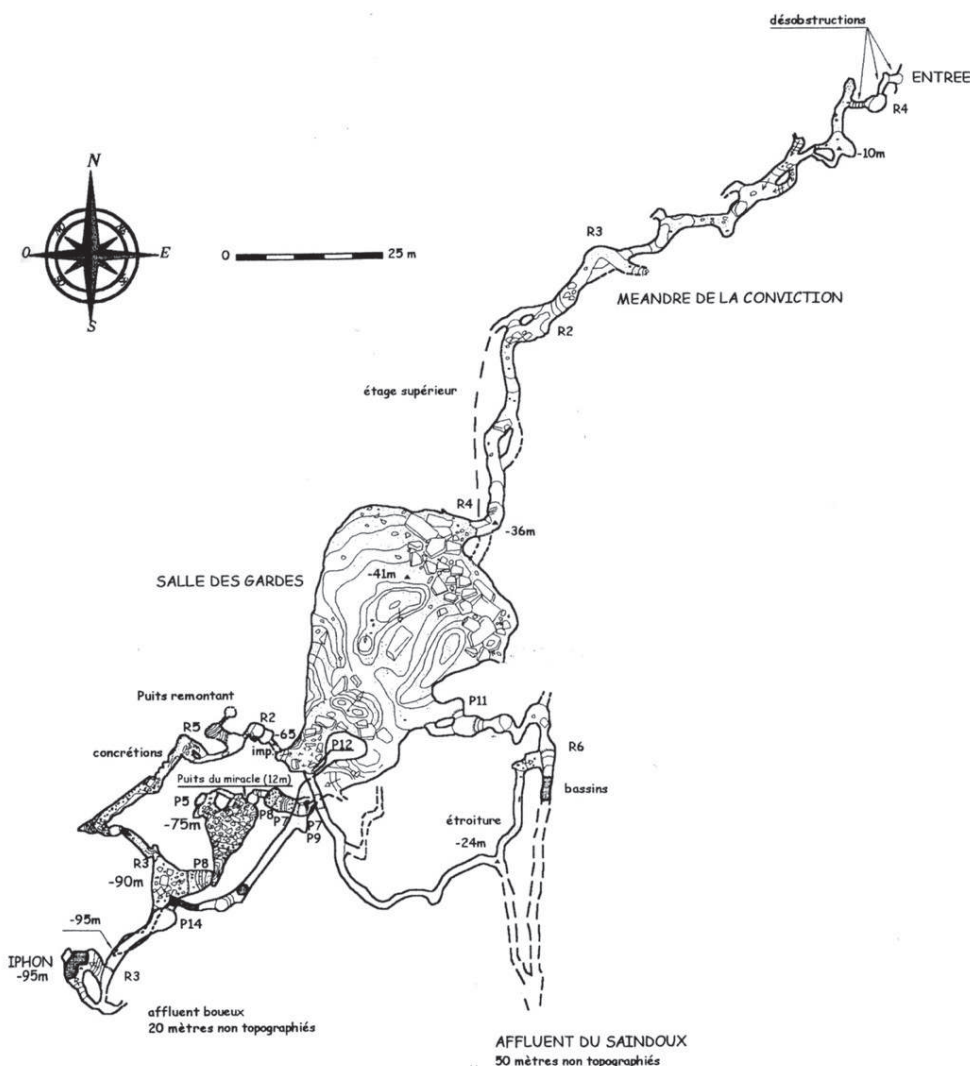 désobstructions
ENTREE
R4
-10m
N
O
E
S
0
25 m
R3
MEANDRE DE LA CONVICTION
R2
étage supérieur
R4
-36m
SALLE DES GARDES
-41m
Puits remontant
R5
R2
-65
imp.
P12
P11
concrétions
R6
Puits du miracle (12m)
bassins
P5
P8
P7
P7
P9
-75m
étroiture
-24m
R3
P8
-90m
P14
-95m
IPHON
-95m
R3
affluent boueux
20 mètres non topographiés
AFFLUENT DU SAINDOUX
50 mètres non topographiés